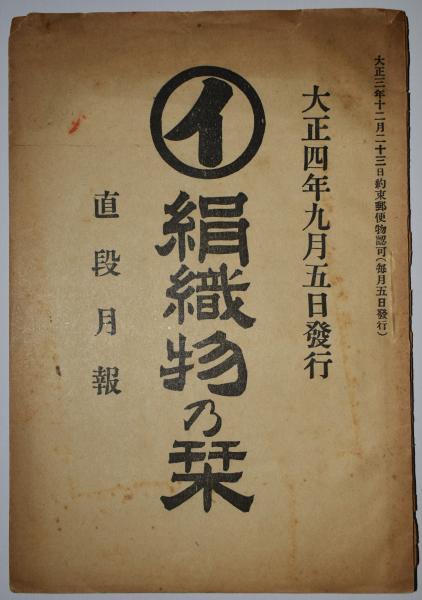 大正三年十二月二十三日約束郵便物認可(每月五日發行)
大正四年九月五日發行
イ
絹織物乃栞
直段月報